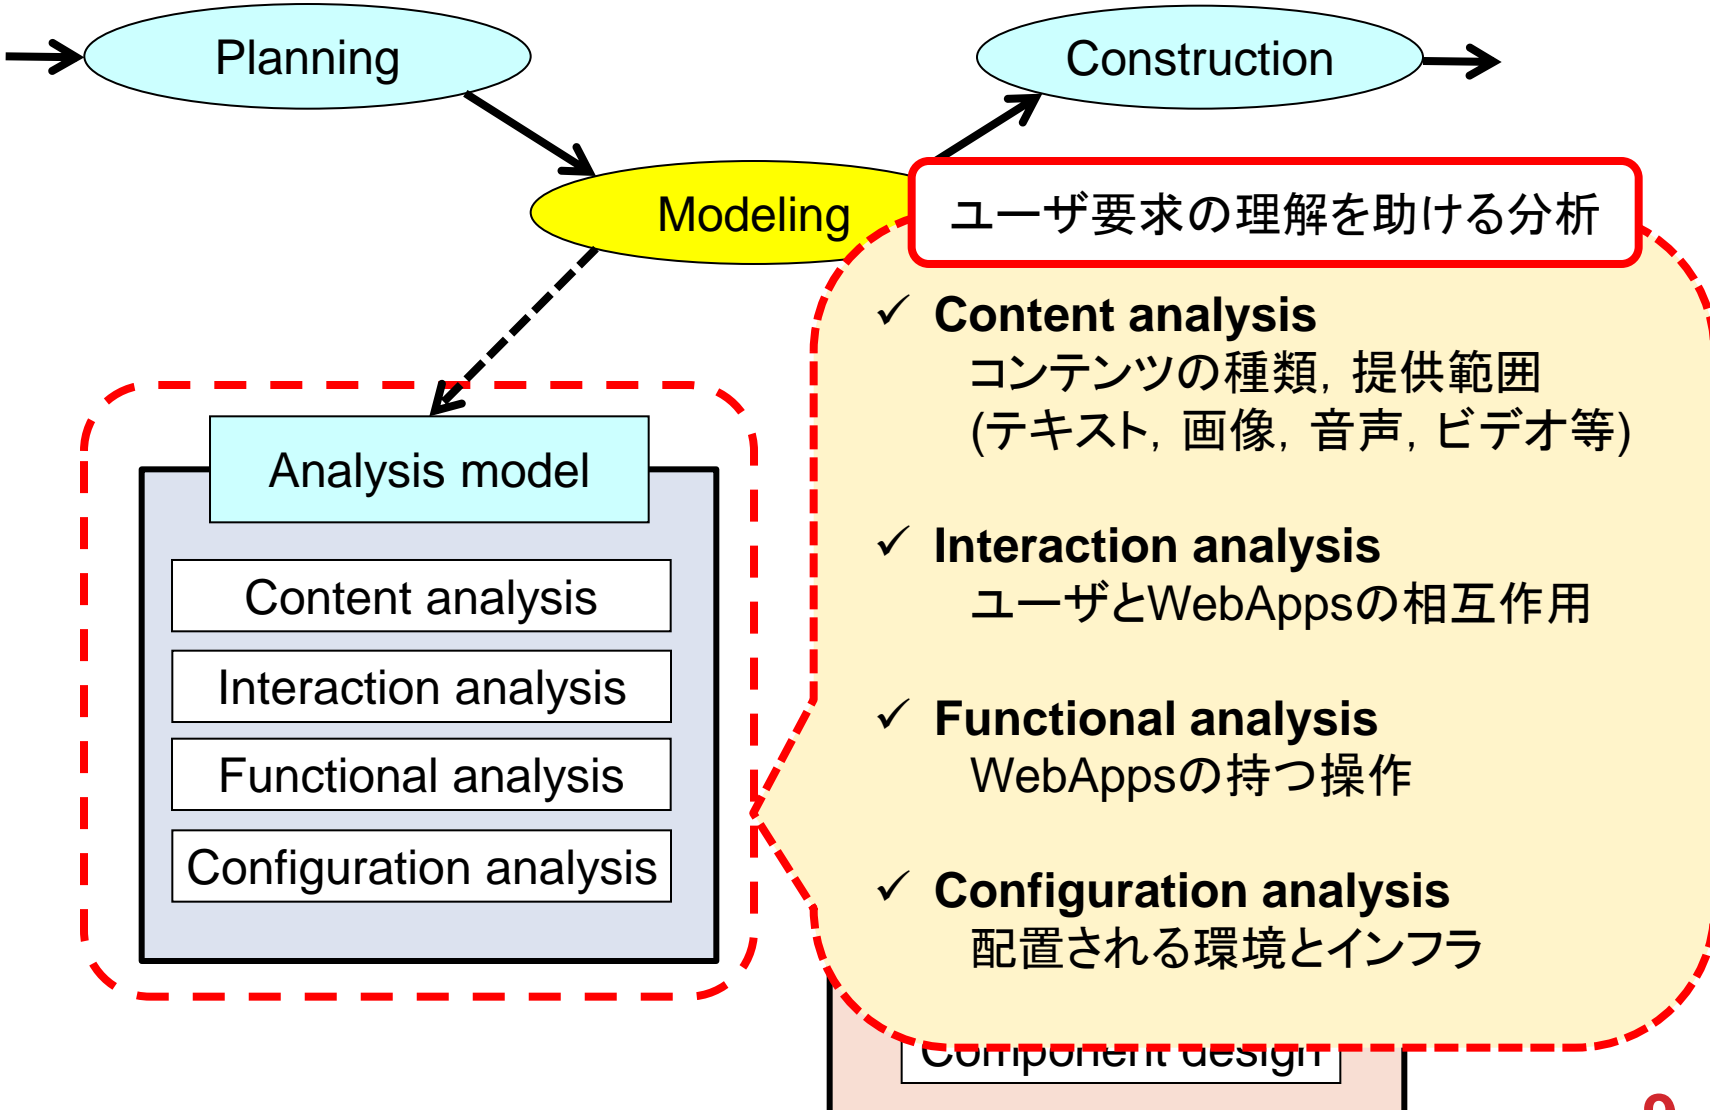 Planning
Construction
Modeling
ユーザ要求の理解を助ける分析
Analysis model
Content analysis
Interaction analysis
Functional analysis
Configuration analysis
✓ Content analysis
コンテンツの種類, 提供範囲
(テキスト, 画像, 音声, ビデオ等)
✓ Interaction analysis
ユーザとWebAppsの相互作用
✓ Functional analysis
WebAppsの持つ操作
✓ Configuration analysis
配置される環境とインフラ
Component design